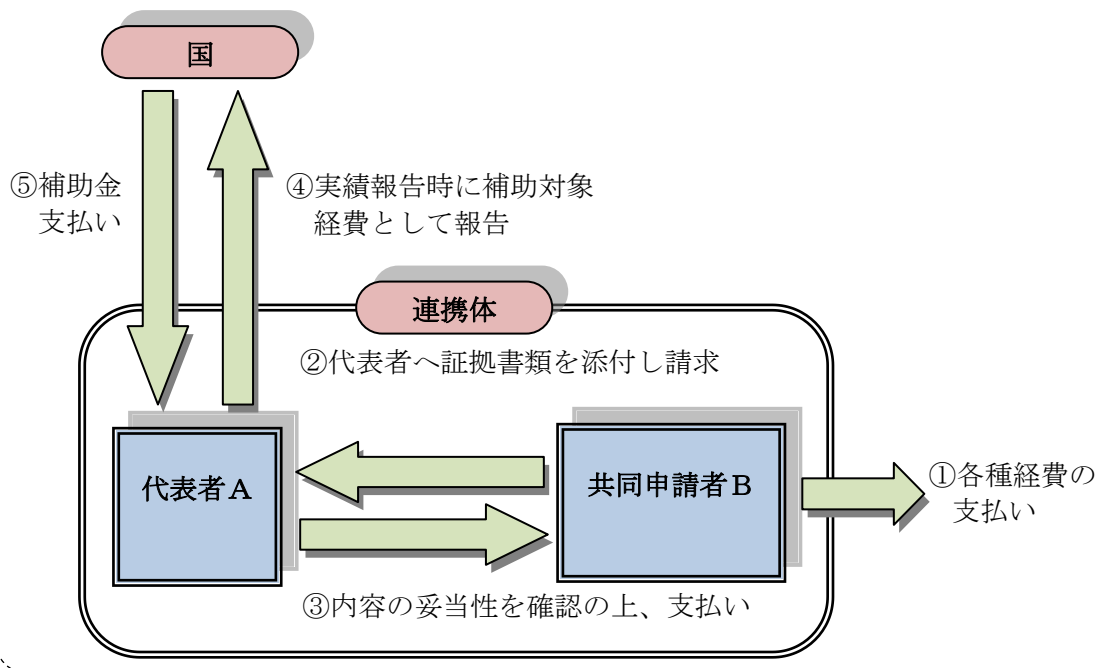 国
⑤補助金
支払い
④実績報告時に補助対象
経費として報告
連携体
②代表者へ証拠書類を添付し請求
代表者Ａ
共同申請者Ｂ
①各種経費の
支払い
③内容の妥当性を確認の上、支払い